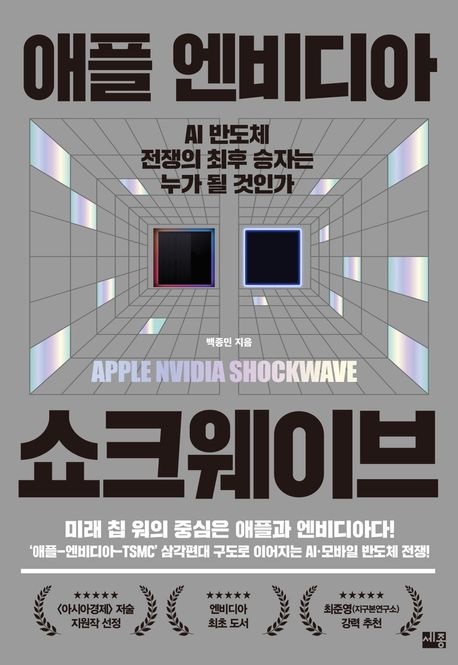 애플 엔비디아
AI 반도체
전쟁의 최후 승자는
누가 될 것인가
백종민 지음
APPLE NVIDIA SHOCKWAVE
쇼크웨이브
미래 칩 워의 중심은 애플과 엔비디아다!
‘애플–엔비디아–TSMC’ 삼각편대 구도로 이어지는 AI·모바일 반도체 전쟁!
★★★★★
〈아시아경제〉 저술
지원작 선정
★★★★★
엔비디아
최초 도서
★★★★★
최준영(지구본연구소)
강력 추천
세종